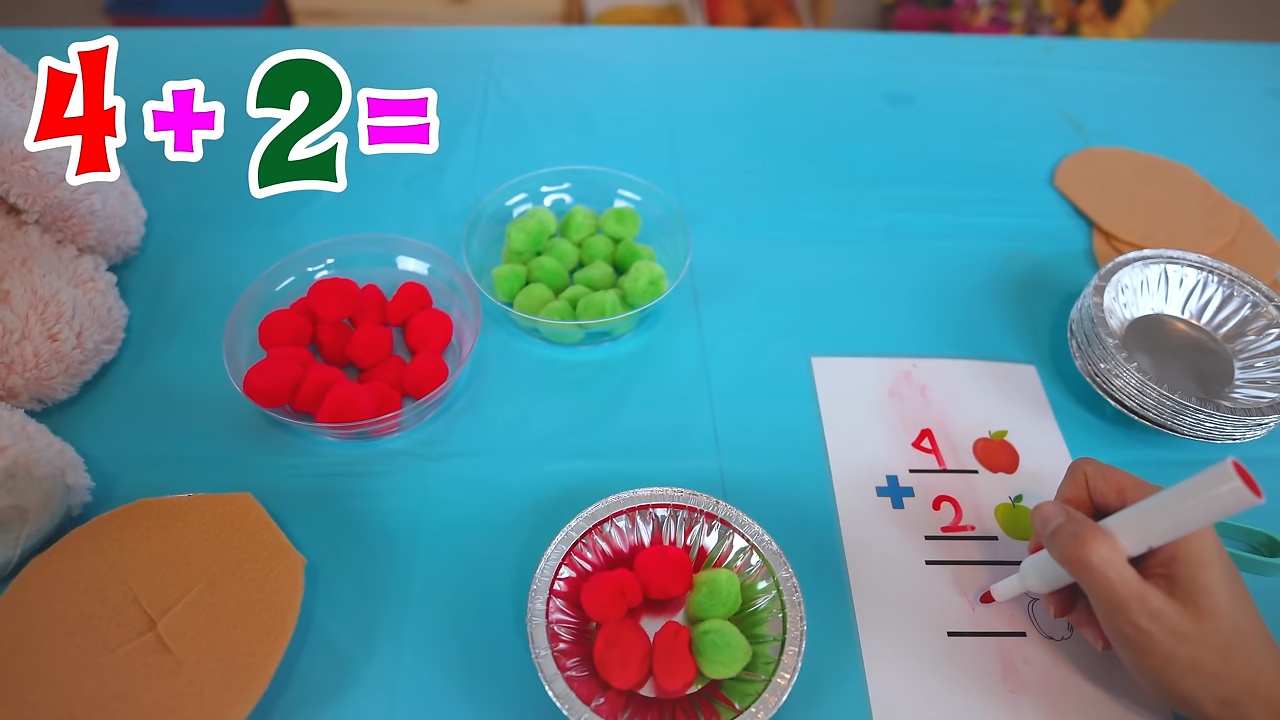 4 + 2 =
4
+ 2